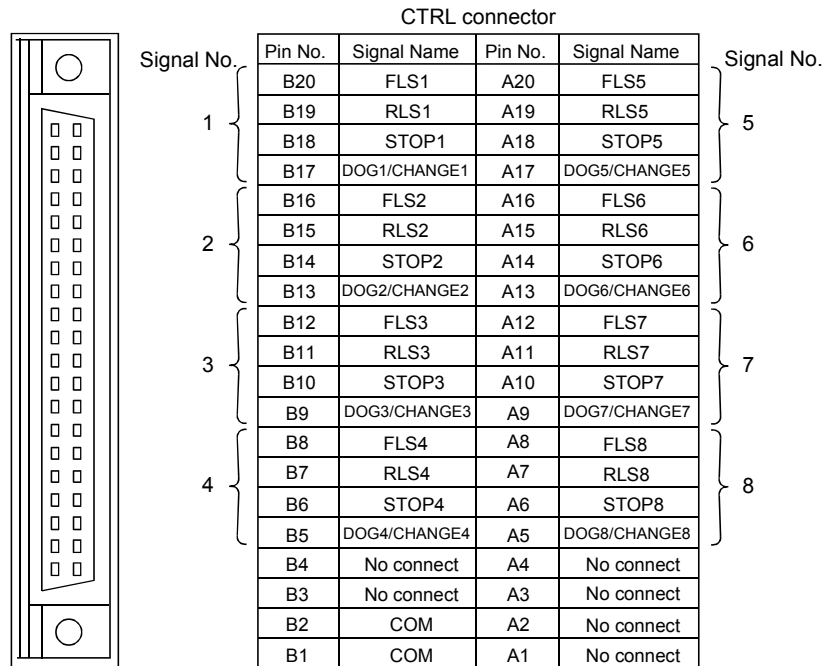 CTRL connector
Signal No. Pin No. Signal Name Pin No. Signal Name Signal No.
B20 FLS1 A20 FLS5
B19 RLS1 A19 RLS5
1 B18 STOP1 A18 STOP5 5
B17 DOG1/CHANGE1 A17 DOG5/CHANGE5
B16 FLS2 A16 FLS6
B15 RLS2 A15 RLS6
2 B14 STOP2 A14 STOP6 6
B13 DOG2/CHANGE2 A13 DOG6/CHANGE6
B12 FLS3 A12 FLS7
B11 RLS3 A11 RLS7
3 B10 STOP3 A10 STOP7 7
B9 DOG3/CHANGE3 A9 DOG7/CHANGE7
B8 FLS4 A8 FLS8
B7 RLS4 A7 RLS8
4 B6 STOP4 A6 STOP8 8
B5 DOG4/CHANGE4 A5 DOG8/CHANGE8
B4 No connect A4 No connect
B3 No connect A3 No connect
B2 COM A2 No connect
B1 COM A1 No connect